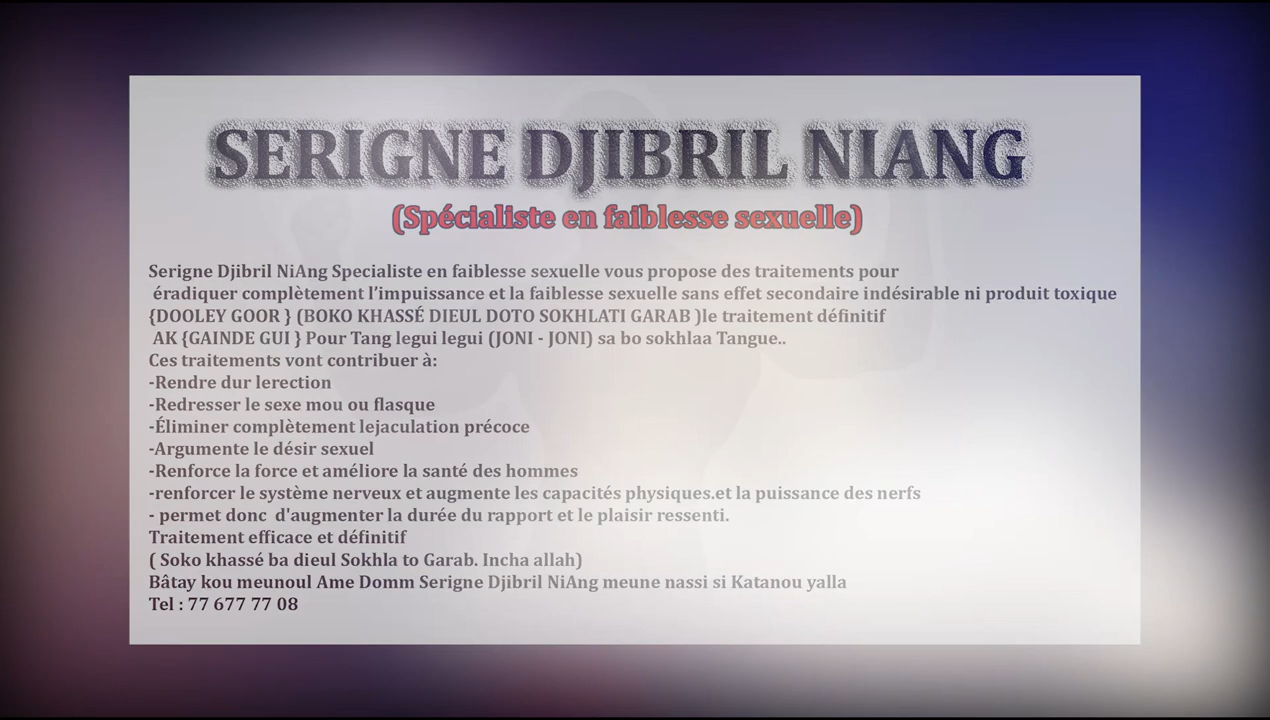 SERIGNE DJIBRIL NIANG
(Spécialiste en faiblesse sexuelle)
Serigne Djibril NiAng Specialiste en faiblesse sexuelle vous propose des traitements pour
éradiquer complètement l’impuissance et la faiblesse sexuelle sans effet secondaire indésirable ni produit toxique
{DOOLEY GOOR } (BOKO KHASSÉ DIEUL DOTO SOKHLATI GARAB )le traitement définitif
AK {GAINDE GUI } Pour Tang legui legui (JONI - JONI) sa bo sokhlaa Tangue..
Ces traitements vont contribuer à:
-Rendre dur lerection
-Redresser le sexe mou ou flasque
-Éliminer complètement lejaculation précoce
-Argumente le désir sexuel
-Renforce la force et améliore la santé des hommes
-renforcer le système nerveux et augmente les capacités physiques.et la puissance des nerfs
- permet donc  d'augmenter la durée du rapport et le plaisir ressenti.
Traitement efficace et définitif
( Soko khassé ba dieul Sokhla to Garab. Incha allah)
Bâtay kou meunoul Ame Domm Serigne Djibril NiAng meune nassi si Katanou yalla
Tel : 77 677 77 08